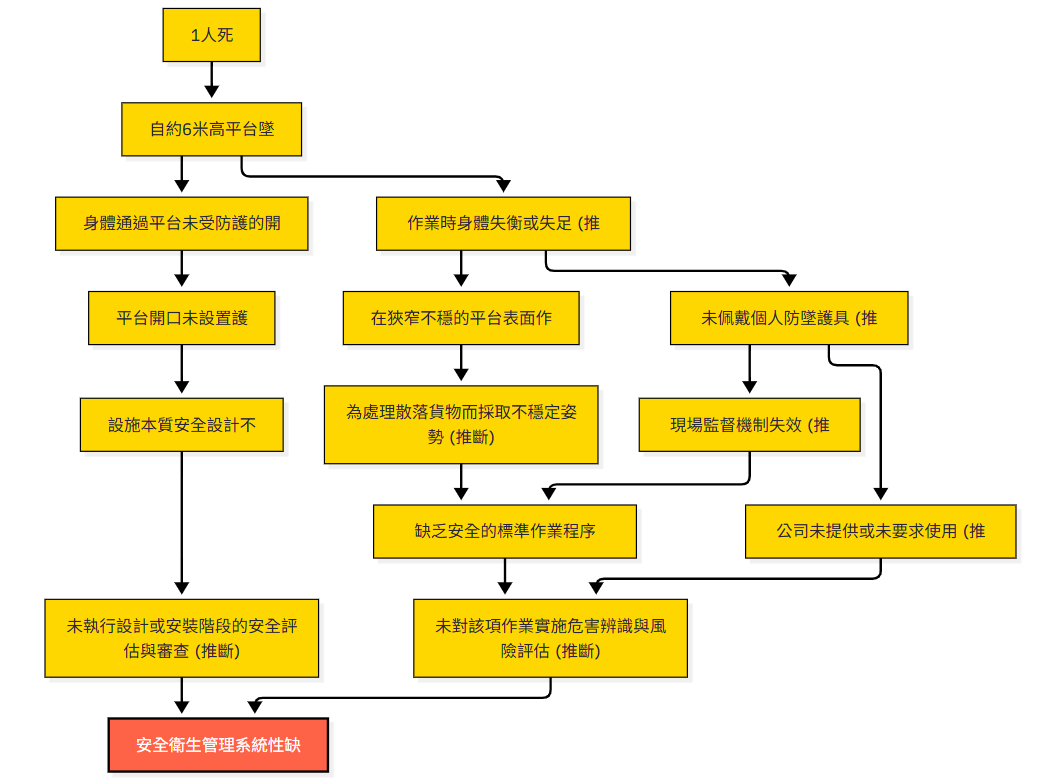 1人死
自約6米高平台墜
身體通過平台未受防護的開
作業時身體失衡或失足 (推
平台開口未設置護
在狹窄不穩的平台表面作
未佩戴個人防墜護具 (推
設施本質安全設計不
為處理散落貨物而採取不穩定姿
勢 (推斷)
現場監督機制失效 (推
缺乏安全的標準作業程序
公司未提供或未要求使用 (推
未執行設計或安裝階段的安全評
估與審查 (推斷)
未對該項作業實施危害辨識與風
險評估 (推斷)
安全衛生管理系統性缺